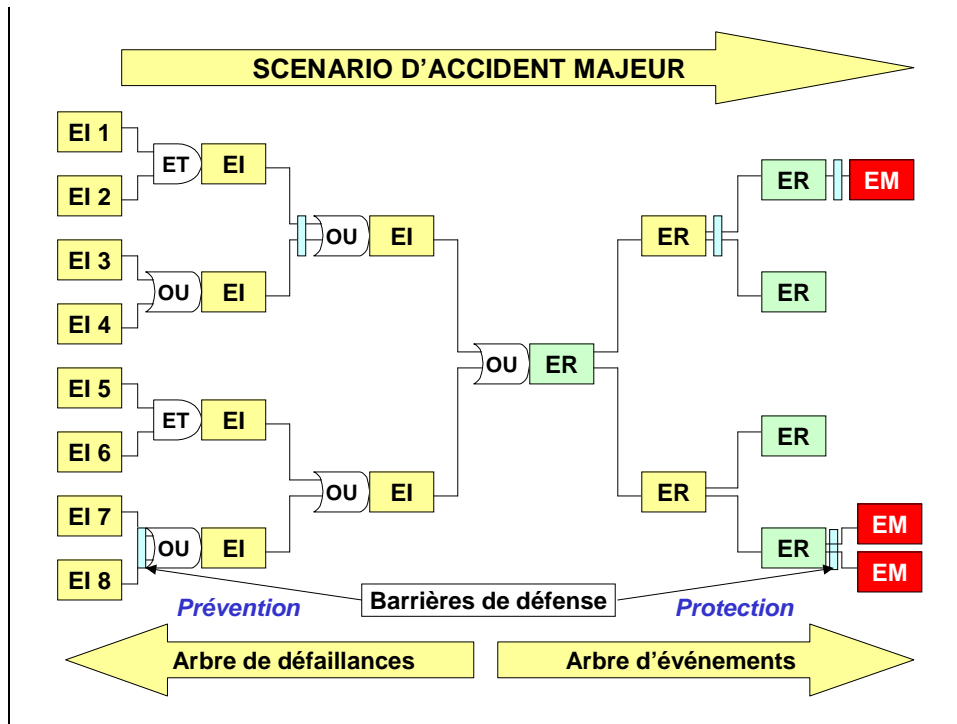 SCENARIO D'ACCIDENT MAJEUR
EI 1
EI 2
ET
EI
EI 3
EI 4
OU
EI
OU
EI
EI 5
EI 6
ET
EI
EI 7
EI 8
OU
EI
OU
EI
OU
ER
ER
ER
EM
ER
ER
ER
ER
EM
EM
Prévention
Barrières de défense
Protection
Arbre de défaillances
Arbre d'événements